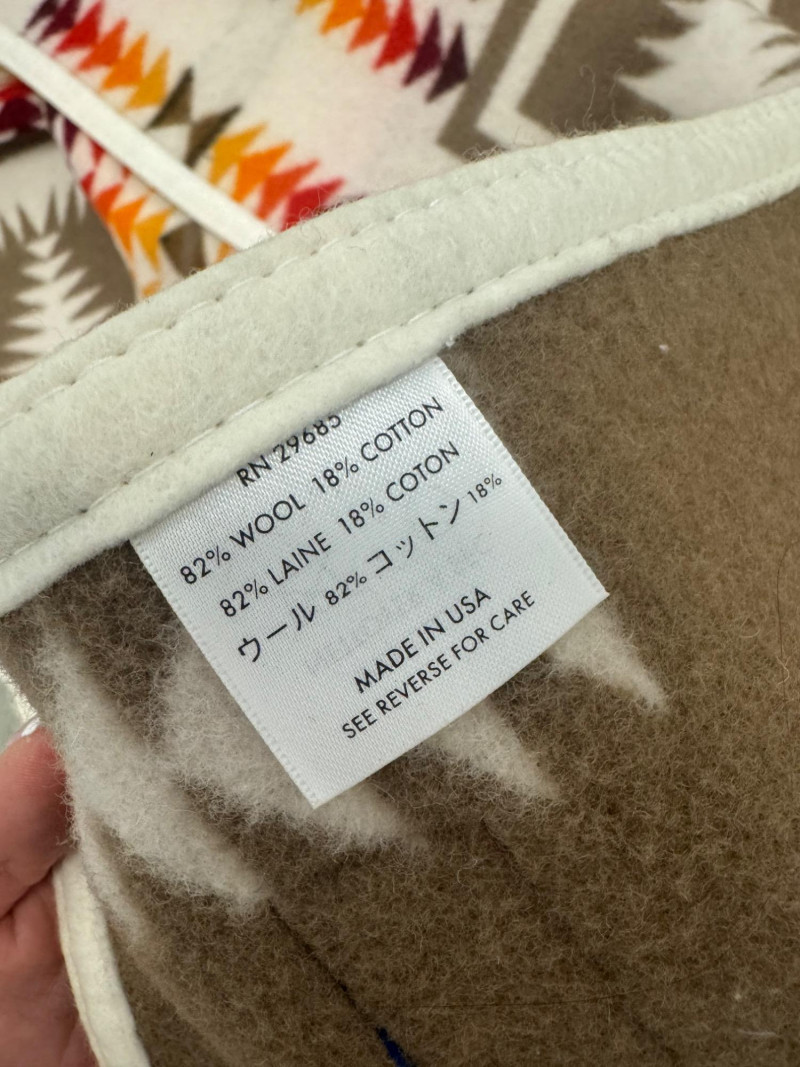 RN 29685
82% WOOL 18% COTTON
82% LAINE 18% COTON
ウール 82% コットン 18%
MADE IN USA
SEE REVERSE FOR CARE